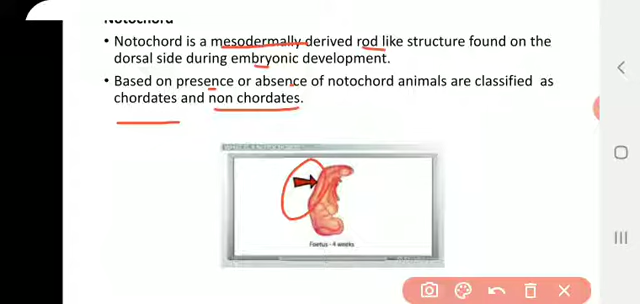 Notochord
• Notochord is a mesodermally derived rod like structure found on the
dorsal side during embryonic development.
• Based on presence or absence of notochord animals are classified as
chordates and non chordates.
Foetus - 4 weeks